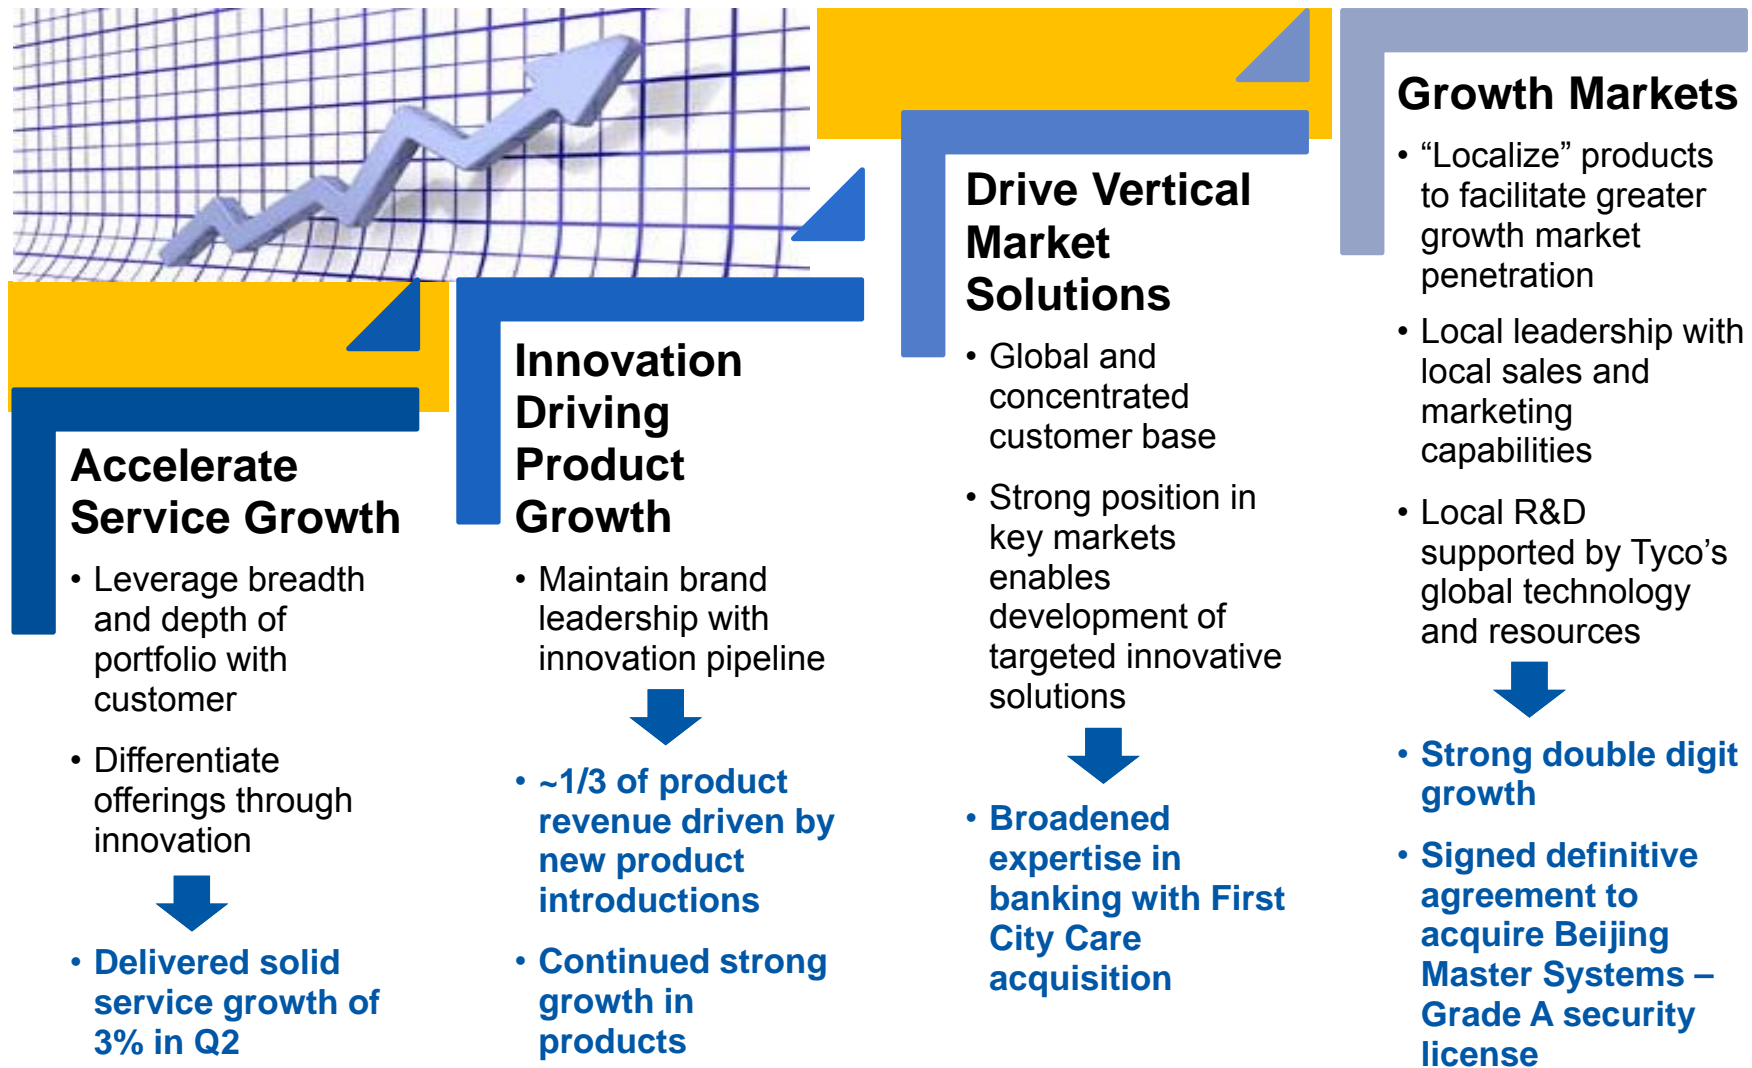 Accelerate
Service Growth
• Leverage breadth
and depth of
portfolio with
customer
• Differentiate
offerings through
innovation
• Delivered solid
service growth of
3% in Q2
Innovation
Driving
Product
Growth
• Maintain brand
leadership with
innovation pipeline
• ~1/3 of product
revenue driven by
new product
introductions
• Continued strong
growth in
products
Drive Vertical
Market
Solutions
• Global and
concentrated
customer base
• Strong position in
key markets
enables
development of
targeted innovative
solutions
• Broadened
expertise in
banking with First
City Care
acquisition
Growth Markets
• “Localize” products
to facilitate greater
growth market
penetration
• Local leadership with
local sales and
marketing
capabilities
• Local R&D
supported by Tyco’s
global technology
and resources
• Strong double digit
growth
• Signed definitive
agreement to
acquire Beijing
Master Systems –
Grade A security
license